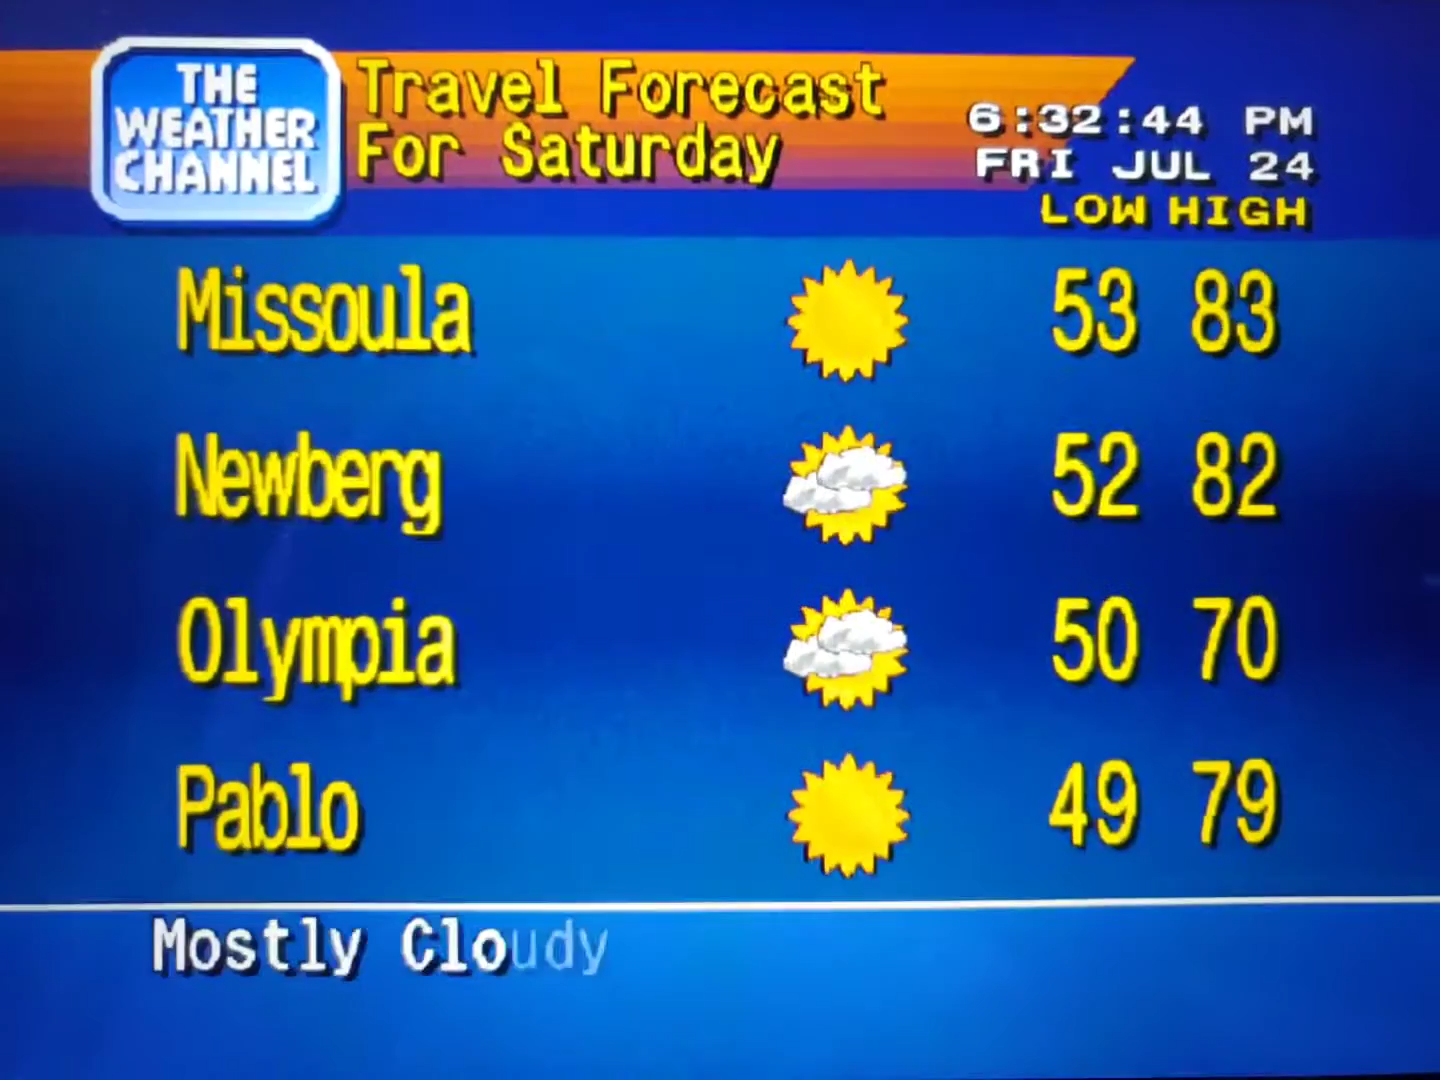 THE
WEATHER
CHANNEL
Travel Forecast
For Saturday
6:32:44 PM
FRI JUL 24
LOW HIGH
Missoula 53 83
Newberg 52 82
Olympia 50 70
Pablo 49 79
Mostly Cloudy